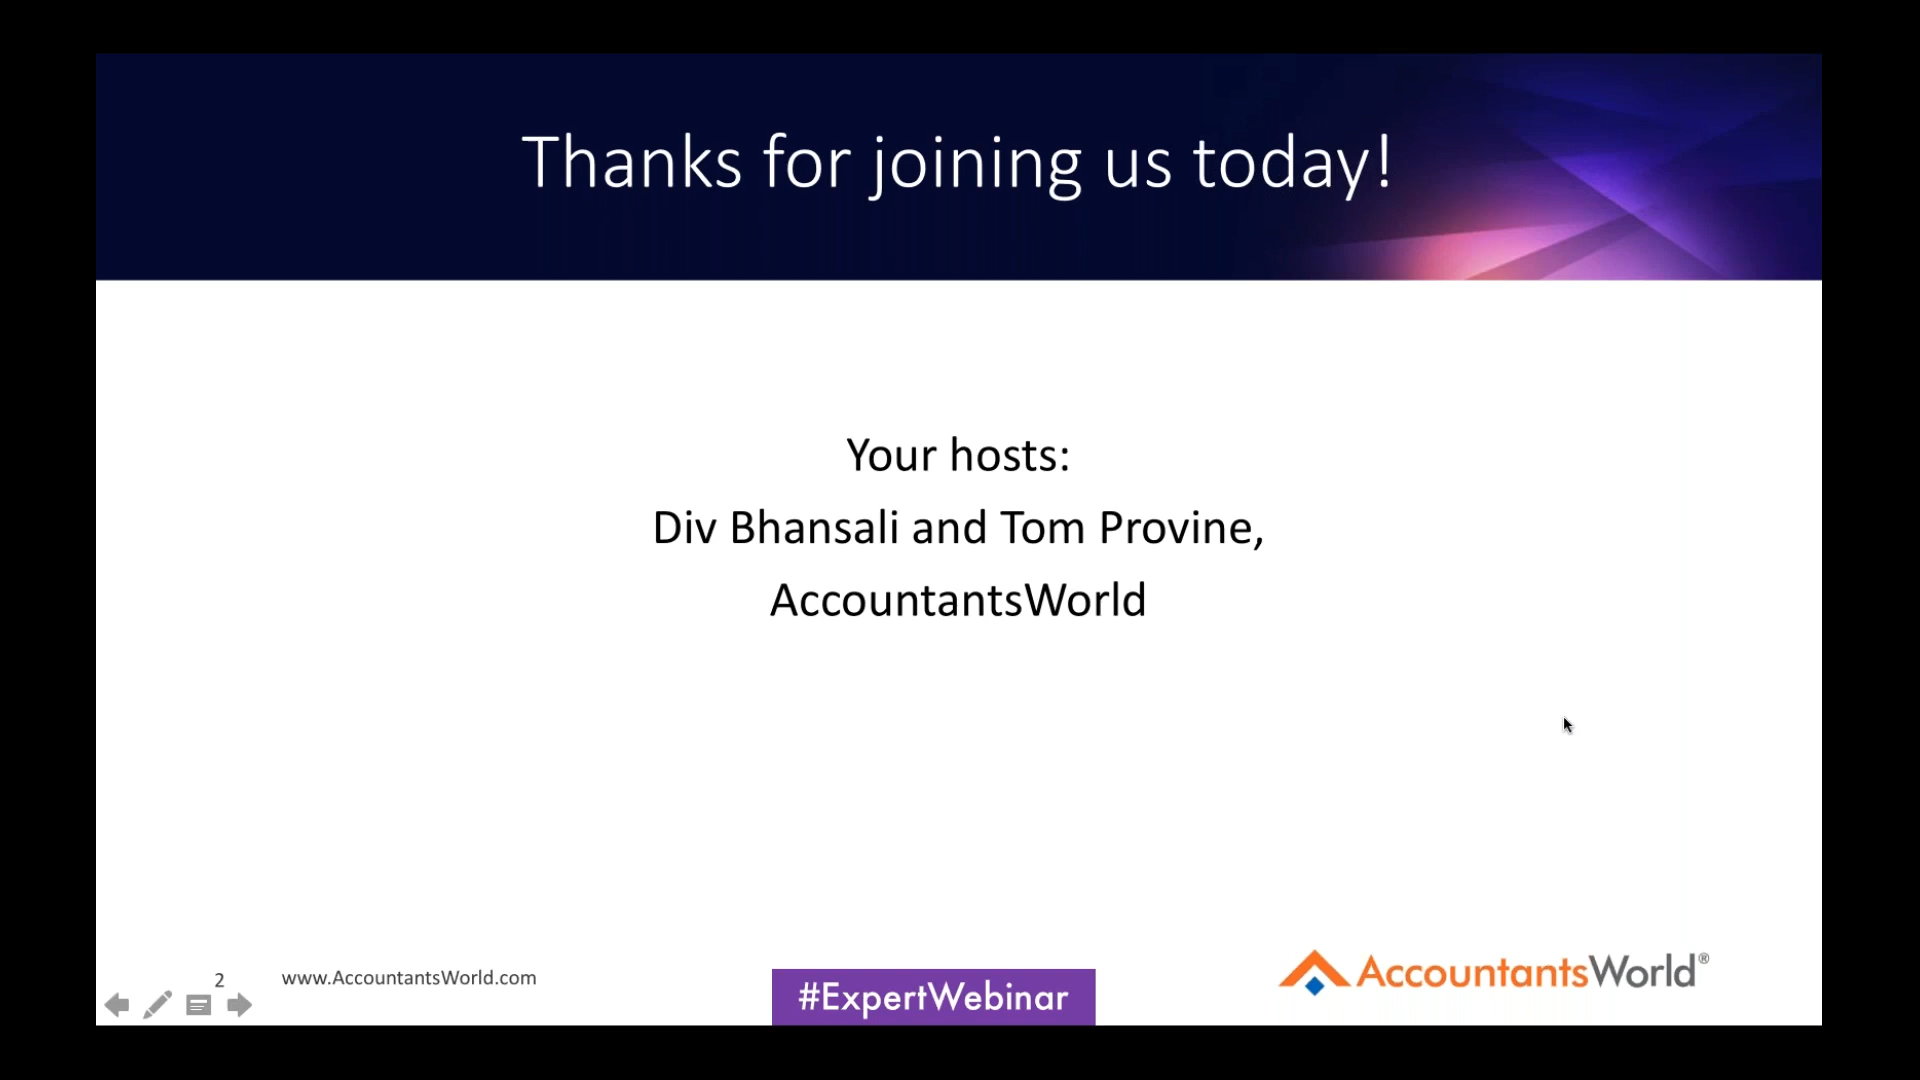 Thanks for joining us today!
Your hosts:
Div Bhansali and Tom Provine,
AccountantsWorld
2
www.AccountantsWorld.com
#ExpertWebinar
AccountantsWorld®